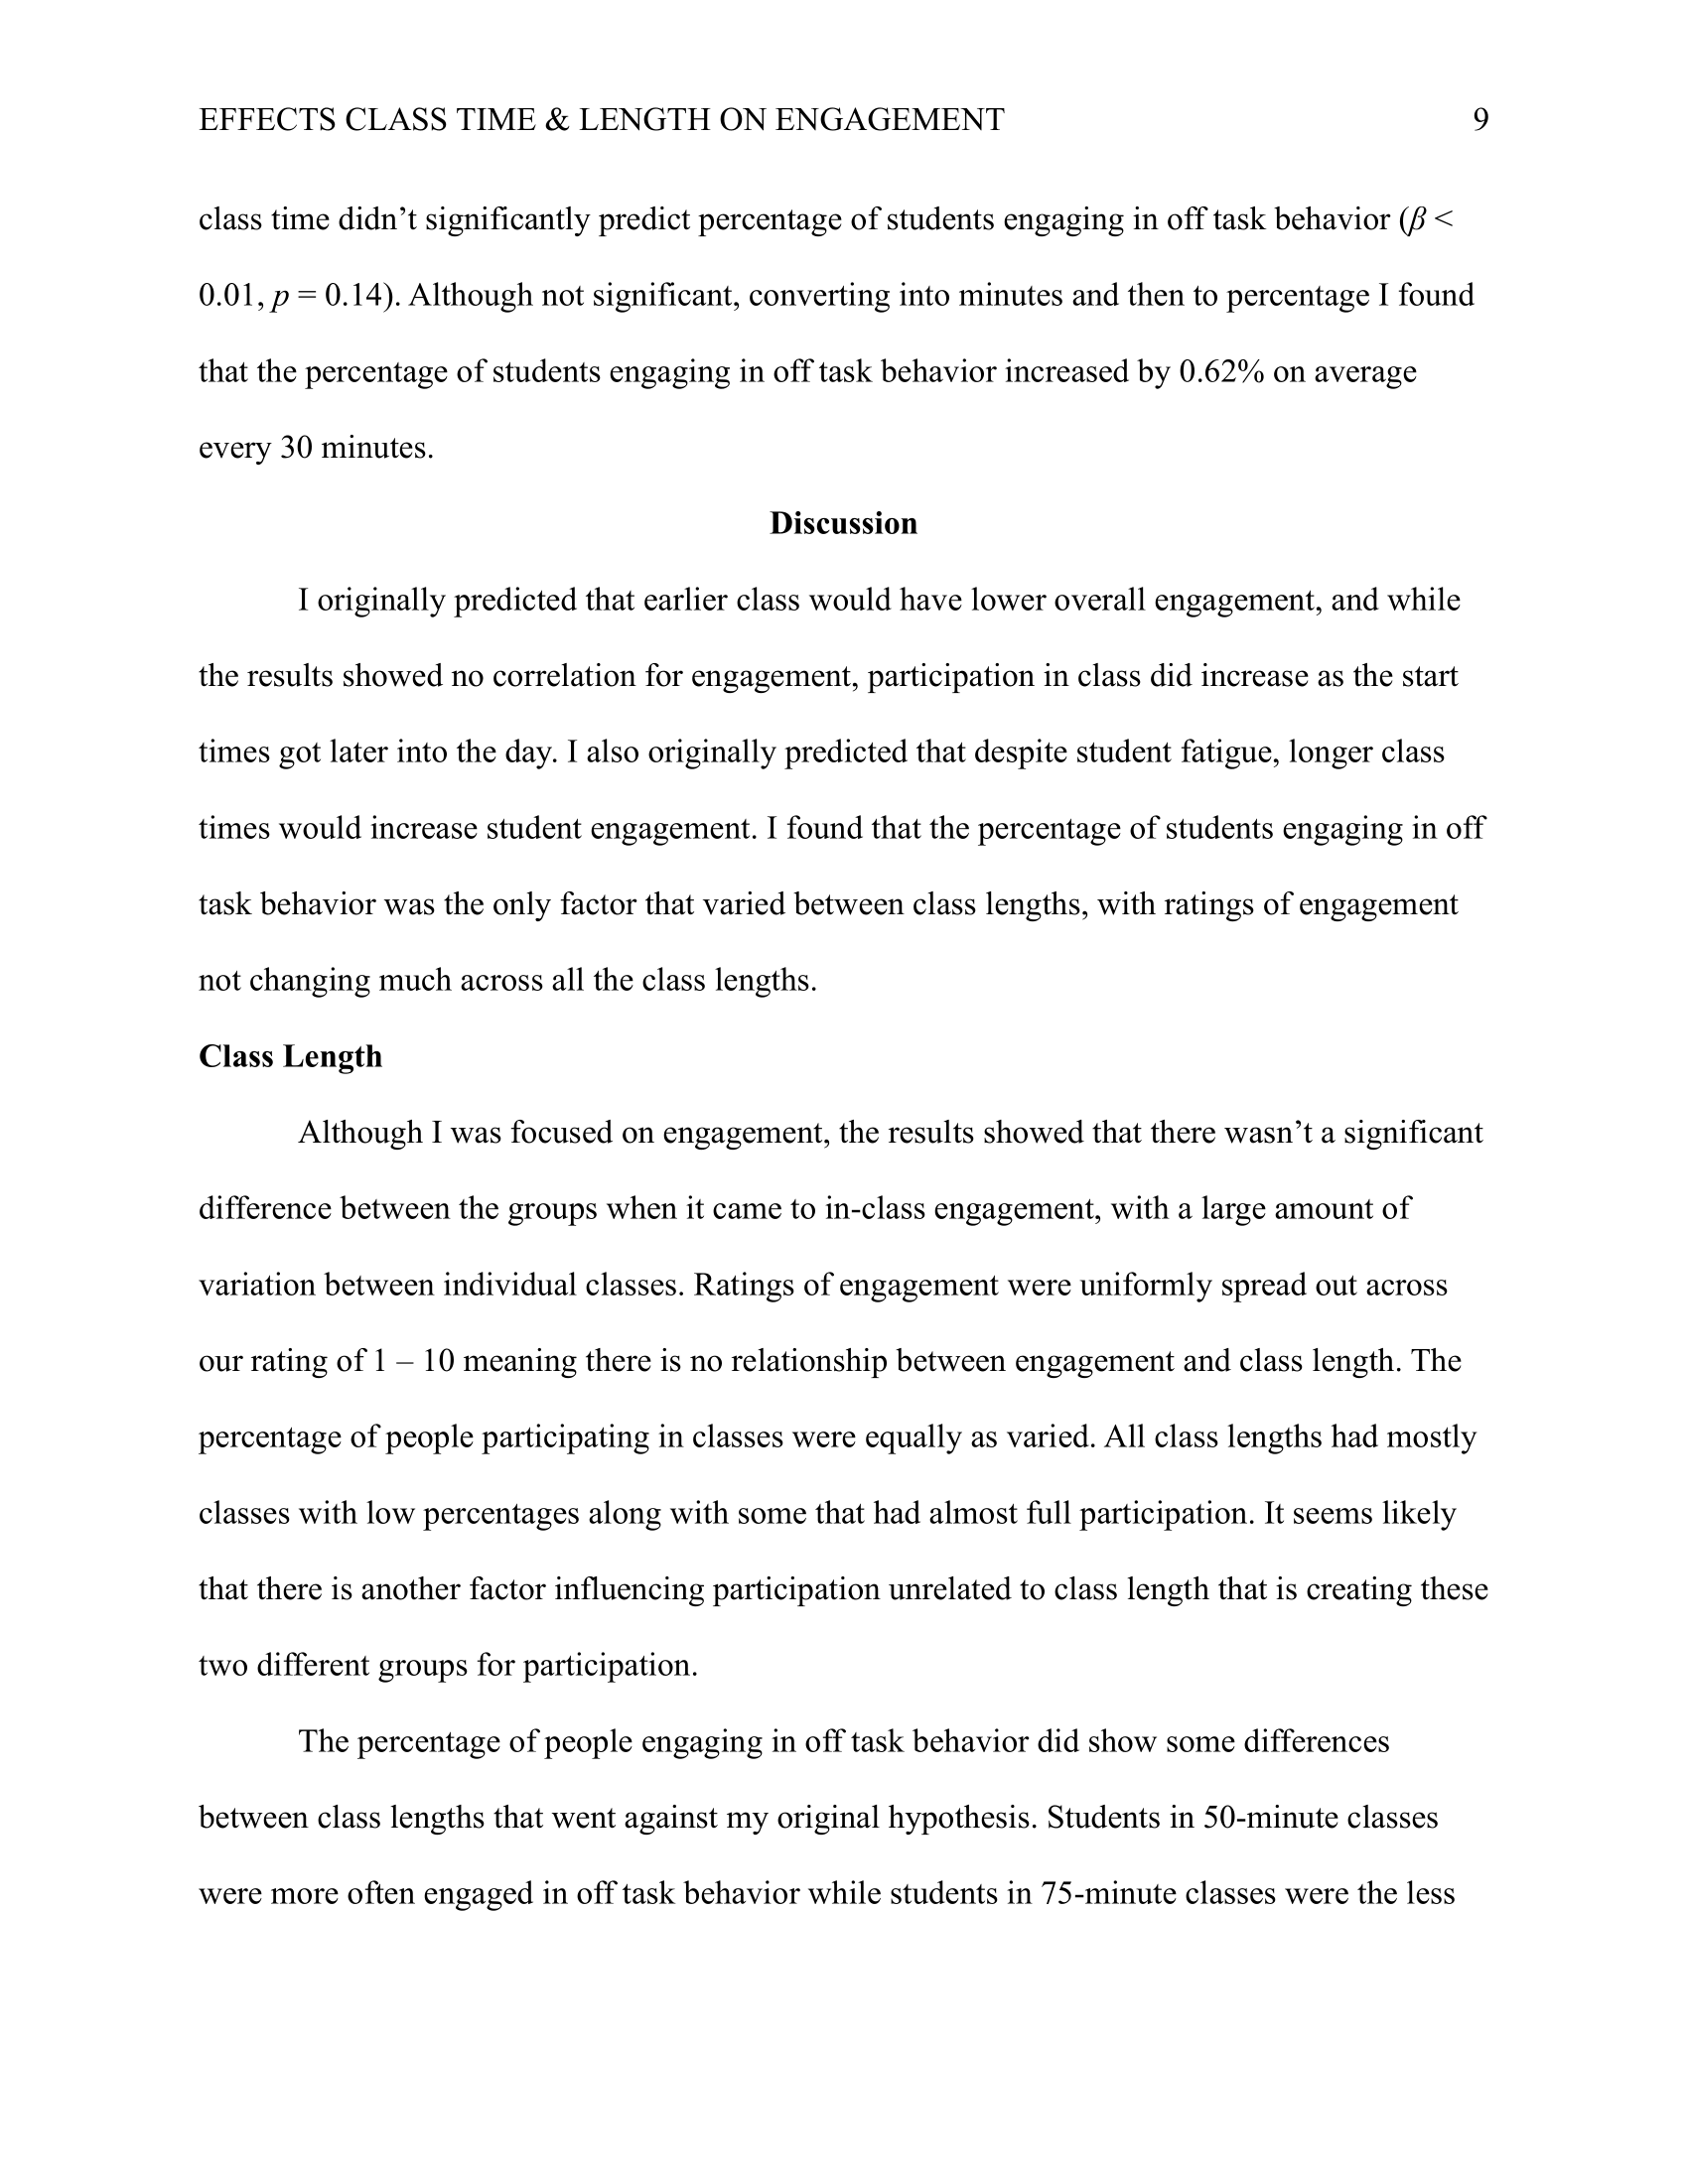 EFFECTS CLASS TIME & LENGTH ON ENGAGEMENT 9
class time didn’t significantly predict percentage of students engaging in off task behavior (β <
0.01, p = 0.14). Although not significant, converting into minutes and then to percentage I found
that the percentage of students engaging in off task behavior increased by 0.62% on average
every 30 minutes.
Discussion
I originally predicted that earlier class would have lower overall engagement, and while
the results showed no correlation for engagement, participation in class did increase as the start
times got later into the day. I also originally predicted that despite student fatigue, longer class
times would increase student engagement. I found that the percentage of students engaging in off
task behavior was the only factor that varied between class lengths, with ratings of engagement
not changing much across all the class lengths.
Class Length
Although I was focused on engagement, the results showed that there wasn’t a significant
difference between the groups when it came to in-class engagement, with a large amount of
variation between individual classes. Ratings of engagement were uniformly spread out across
our rating of 1 – 10 meaning there is no relationship between engagement and class length. The
percentage of people participating in classes were equally as varied. All class lengths had mostly
classes with low percentages along with some that had almost full participation. It seems likely
that there is another factor influencing participation unrelated to class length that is creating these
two different groups for participation.
The percentage of people engaging in off task behavior did show some differences
between class lengths that went against my original hypothesis. Students in 50-minute classes
were more often engaged in off task behavior while students in 75-minute classes were the less